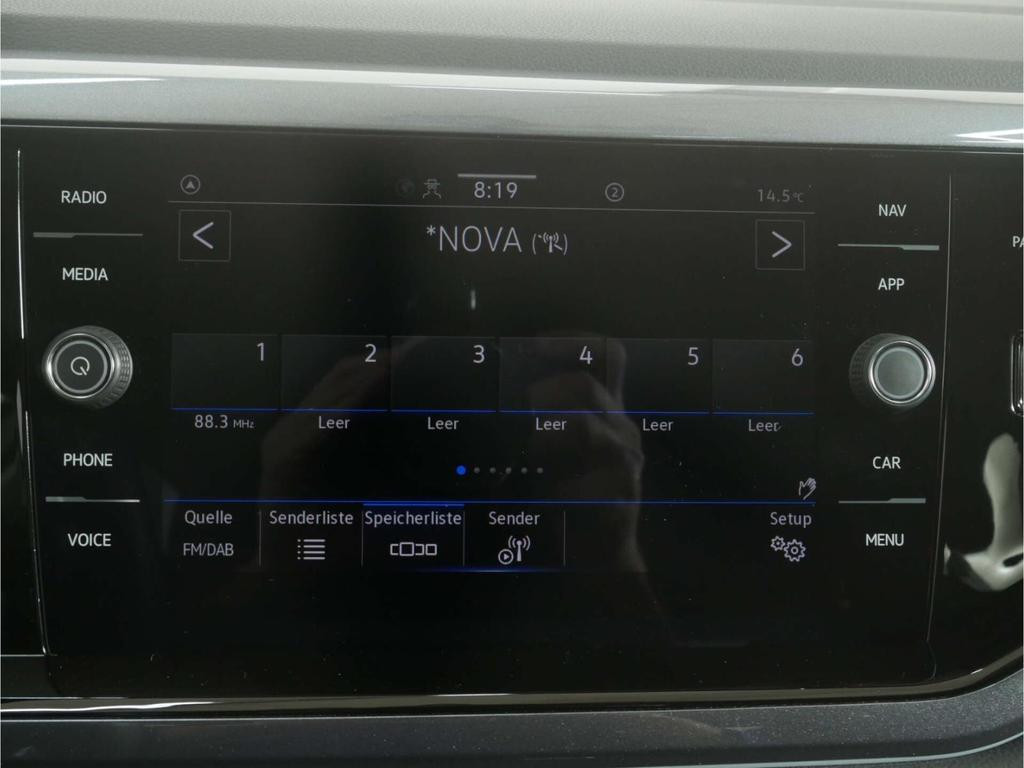 RADIO
MEDIA
PHONE
VOICE
8:19
2
14.5°C
*NOVA
1
2
3
4
5
6
88.3 MHz
Leer
Leer
Leer
Leer
Leer
Quelle
FM/DAB
Senderliste
Speicherliste
Sender
Setup
NAV
APP
CAR
MENU